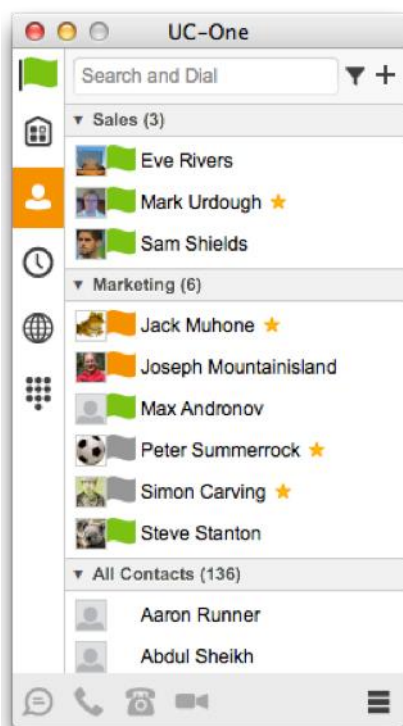 UC-One
Search and Dial
Sales (3)
Eve Rivers
Mark Urdough
Sam Shields
Marketing (6)
Jack Muhone
Joseph Mountainisland
Max Andronov
Peter Summerrock
Simon Carving
Steve Stanton
All Contacts (136)
Aaron Runner
Abdul Sheikh